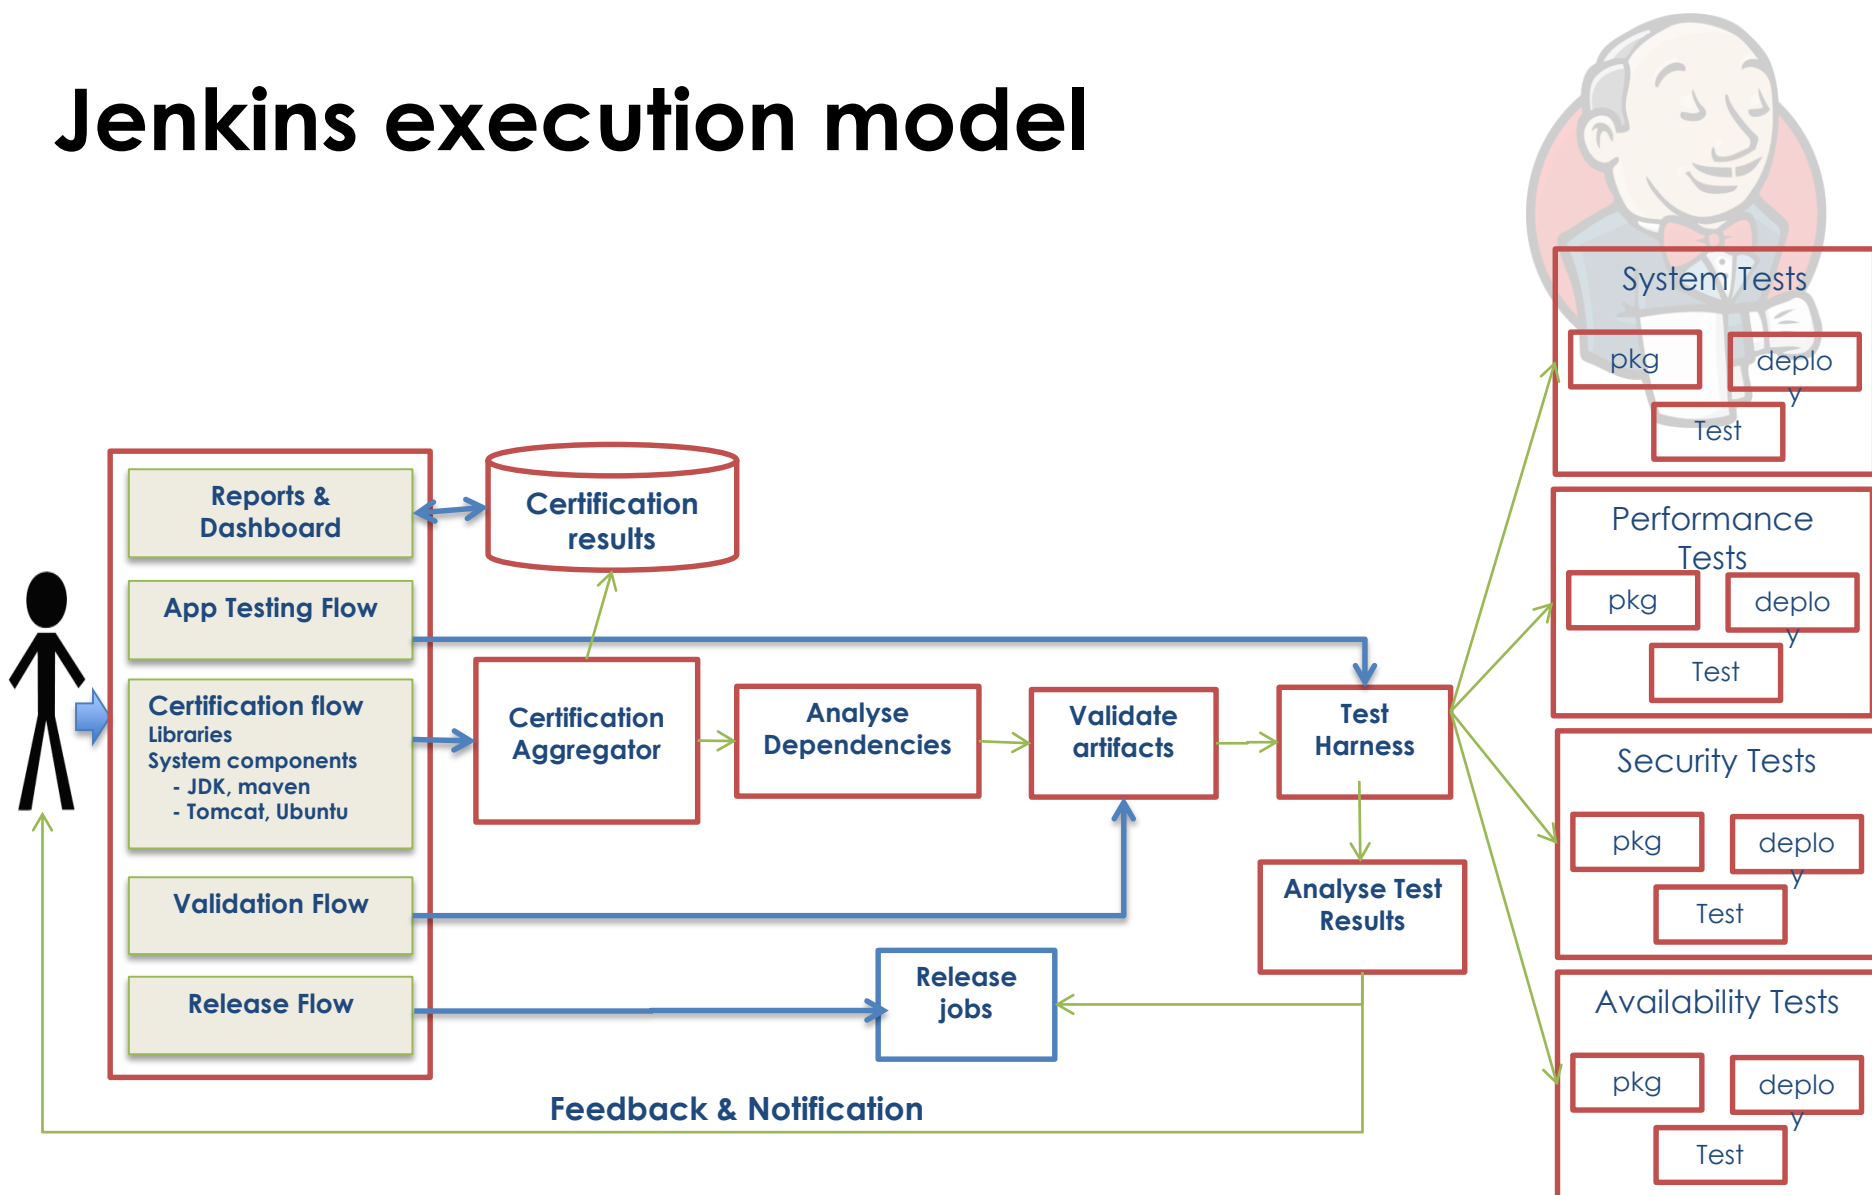 Jenkins execution model
Reports &
Dashboard
App Testing Flow
Certification flow
Libraries
System components
- JDK, maven
- Tomcat, Ubuntu
Validation Flow
Release Flow
Certification
results
Certification
Aggregator
Analyse
Dependencies
Validate
artifacts
Test
Harness
Analyse Test
Results
Release
jobs
Feedback & Notification
System Tests
pkg
deplo
y
Test
Performance
Tests
pkg
deplo
y
Test
Security Tests
pkg
deplo
y
Test
Availability Tests
pkg
deplo
y
Test